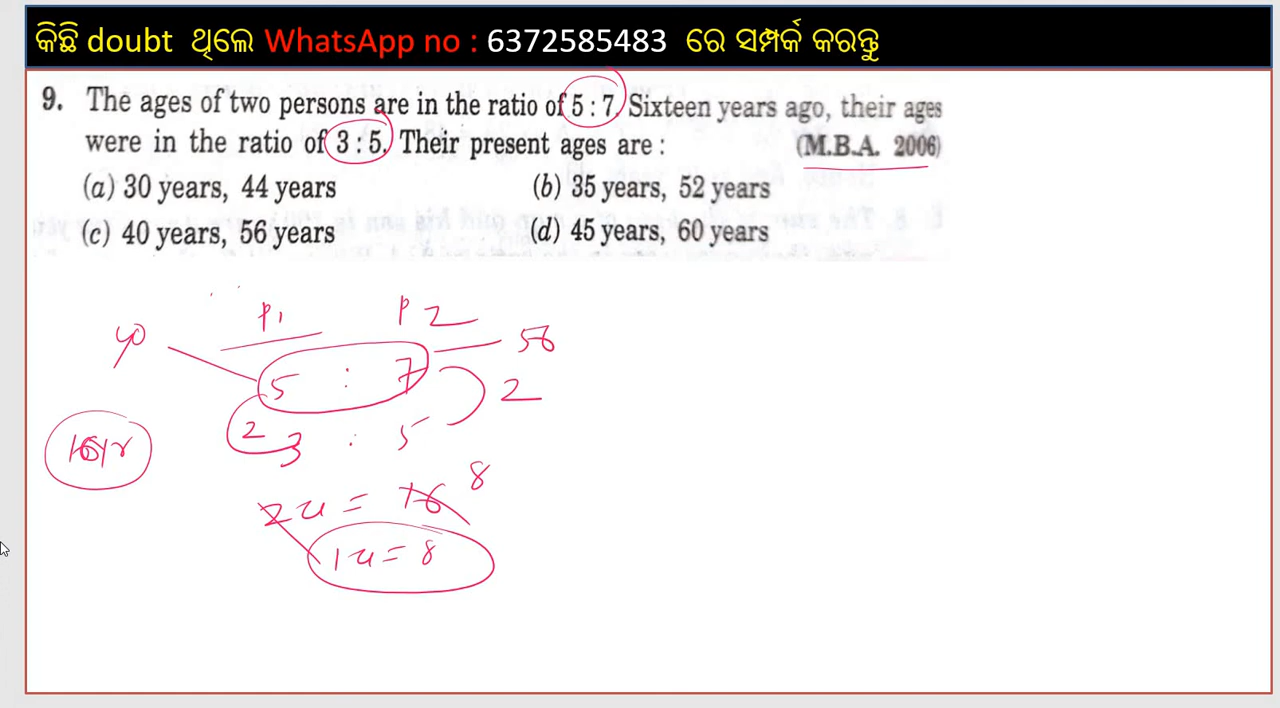 କିଛି doubt ଥିଲେ WhatsApp no : 6372585483 ରେ ସମ୍ପର୍କ କରନ୍ତୁ
9. The ages of two persons are in the ratio of 5 : 7. Sixteen years ago, their ages
were in the ratio of 3 : 5. Their present ages are : (M.B.A. 2006)
(a) 30 years, 44 years (b) 35 years, 52 years
(c) 40 years, 56 years (d) 45 years, 60 years
P1 P2
40 56
5 : 7 2
2 3 : 5
16yr
2u = 16 8
1u = 8